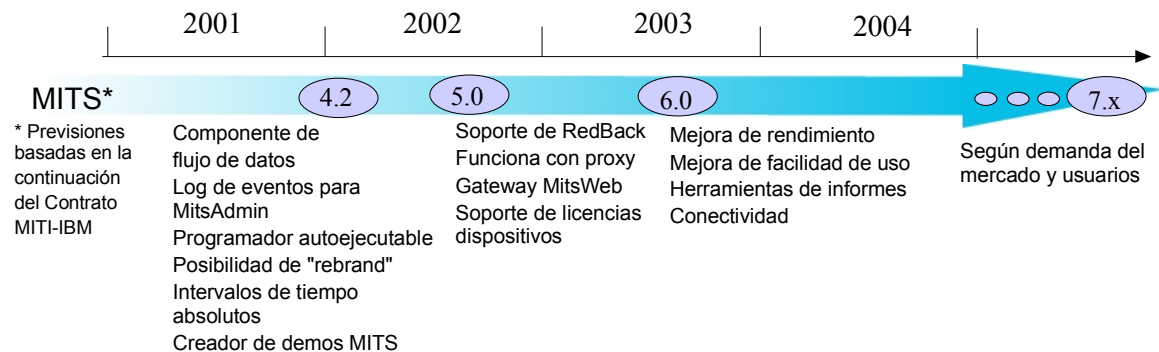 2001 2002 2003 2004
MITS* 4.2 5.0 6.0 7.x
* Previsiones
basadas en la
continuación
del Contrato
MITI-IBM
Componente de
flujo de datos
Log de eventos para
MitsAdmin
Programador autoejecutable
Posibilidad de "rebrand"
Intervalos de tiempo
absolutos
Creador de demos MITS
Soporte de RedBack
Funciona con proxy
Gateway MitsWeb
Soporte de licencias
dispositivos
Mejora de rendimiento
Mejora de facilidad de uso
Herramientas de informes
Conectividad
Según demanda del
mercado y usuarios